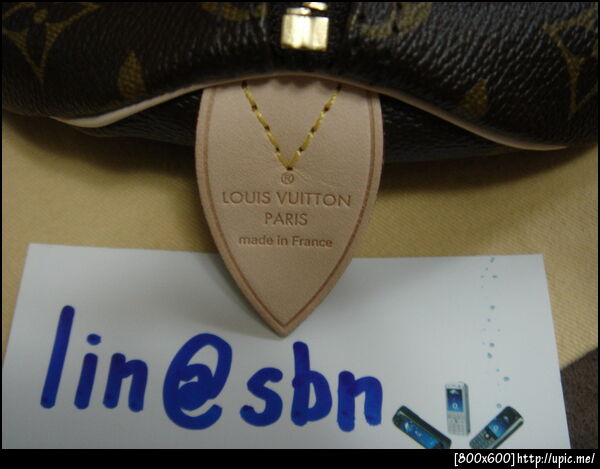 ®
LOUIS VUITTON
PARIS
made in France
lin@sbn
[800x600]http://upic.me/